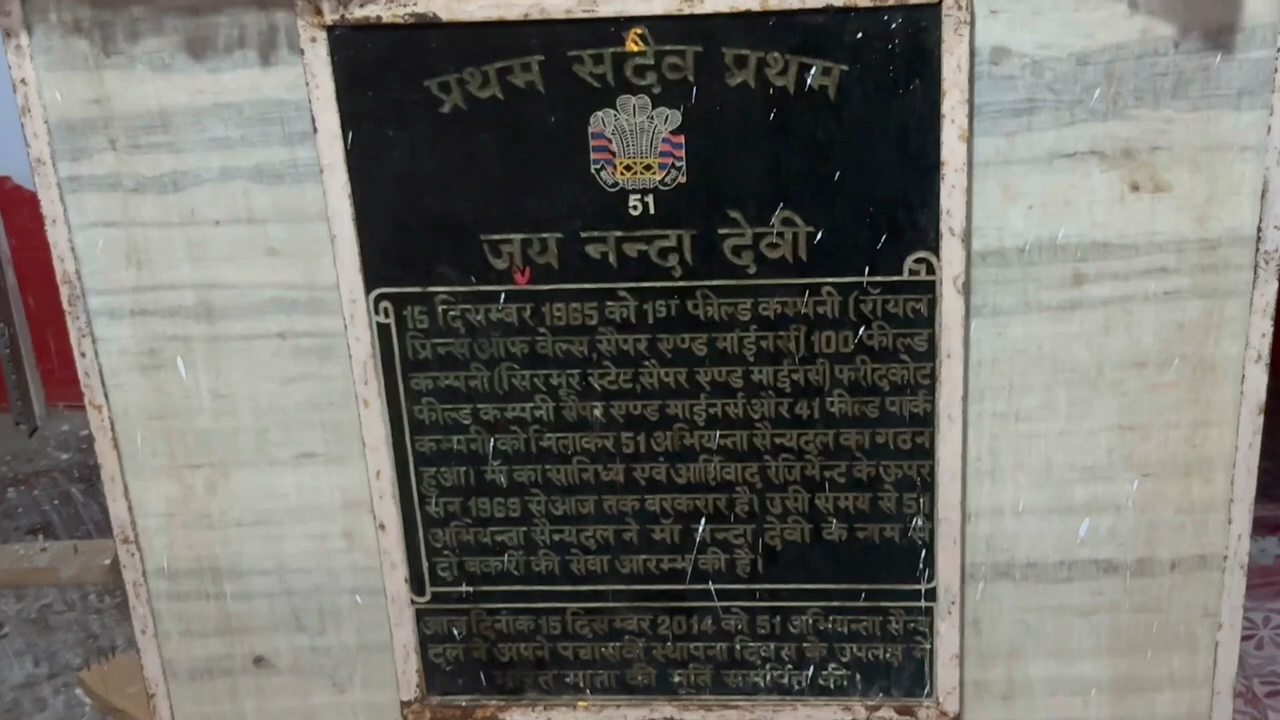 प्रथम सदैव प्रथम
51
जय नन्दा देवी
15 दिसम्बर 1965 को 1ST फील्ड कम्पनी (रॉयल
प्रिन्स ऑफ वेल्स, सैपर एण्ड माईनर्स) 100 फील्ड
कम्पनी (सिरमूर स्टेट, सैपर एण्ड माईनर्स) फरीदकोट
फील्ड कम्पनी सैपर एण्ड माईनर्स और 41 फील्ड पार्क
कम्पनी को मिलाकर 51 अभियन्ता सैन्यदल का गठन
हुआ। माँ का सानिध्य एवं आर्शिवाद रेजिमेन्ट के ऊपर
सन 1969 से आज तक बरकरार है। उसी समय से 51
अभियन्ता सैन्यदल ने माँ नन्दा देवी के नाम से
दो बकरों की सेवा आरम्भ की है।
आज दिनांक 15 दिसम्बर 2014 को 51 अभियन्ता सैन्य
दल ने अपने पचासवें स्थापना दिवस के उपलक्ष में
भारत माता की मूर्ति समर्पित की।